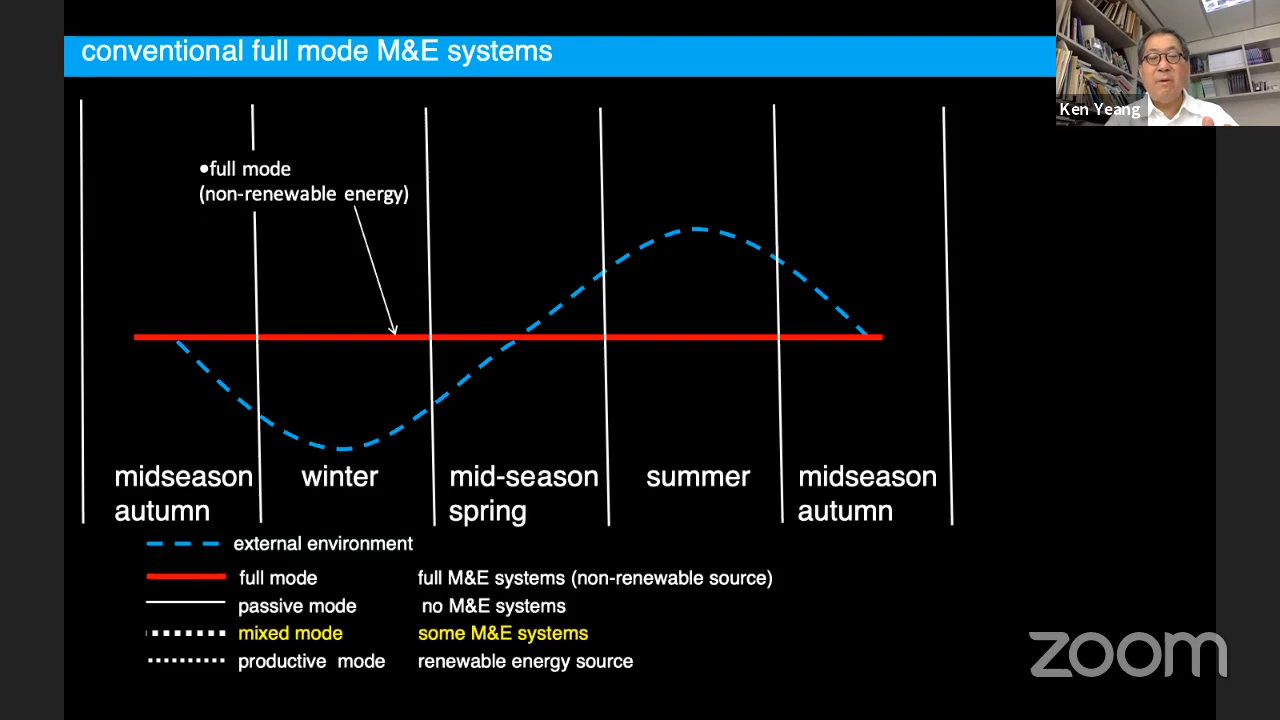 conventional full mode M&E systems
Ken Yeang
•full mode
(non-renewable energy)
midseason autumn
winter
mid-season spring
summer
midseason autumn
external environment
full mode full M&E systems (non-renewable source)
passive mode no M&E systems
mixed mode some M&E systems
productive mode renewable energy source
zoom